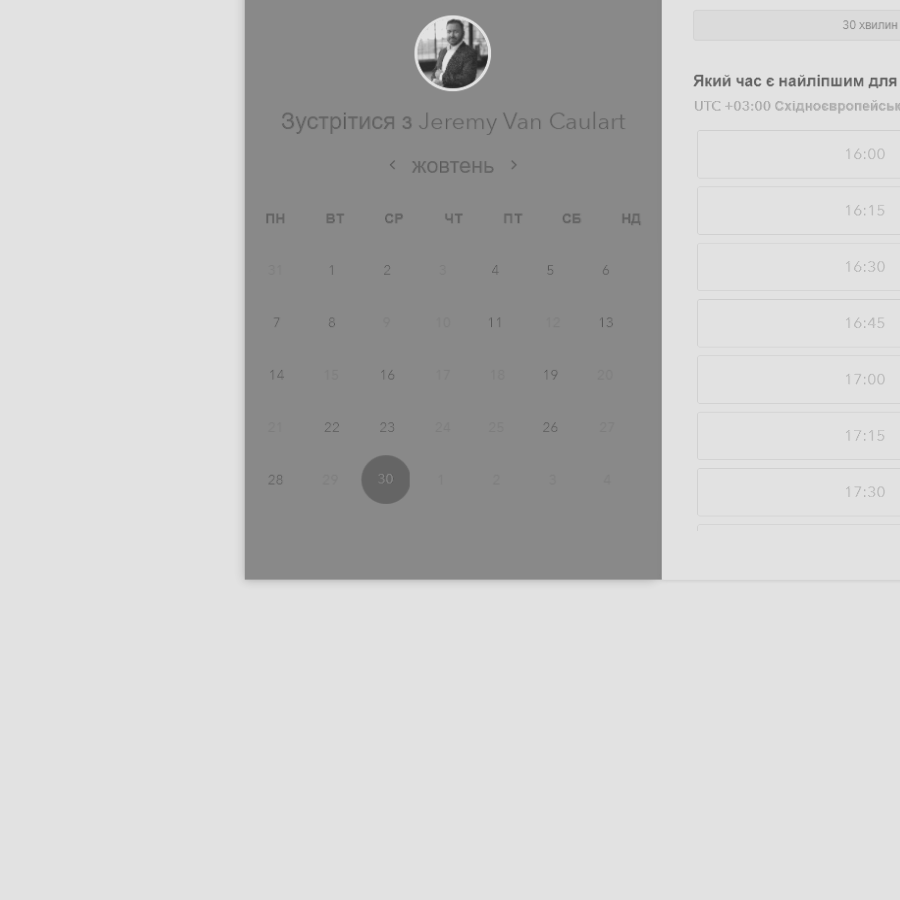 Зустрітися з Jeremy Van Caulart
жовтень
ПН ВТ СР ЧТ ПТ СБ НД
31 1 2 3 4 5 6
7 8 9 10 11 12 13
14 15 16 17 18 19 20
21 22 23 24 25 26 27
28 29 30 1 2 3 4
30 хвилин
Який час є найліпшим для
UTC +03:00 Східноєвропейськ
16:00
16:15
16:30
16:45
17:00
17:15
17:30